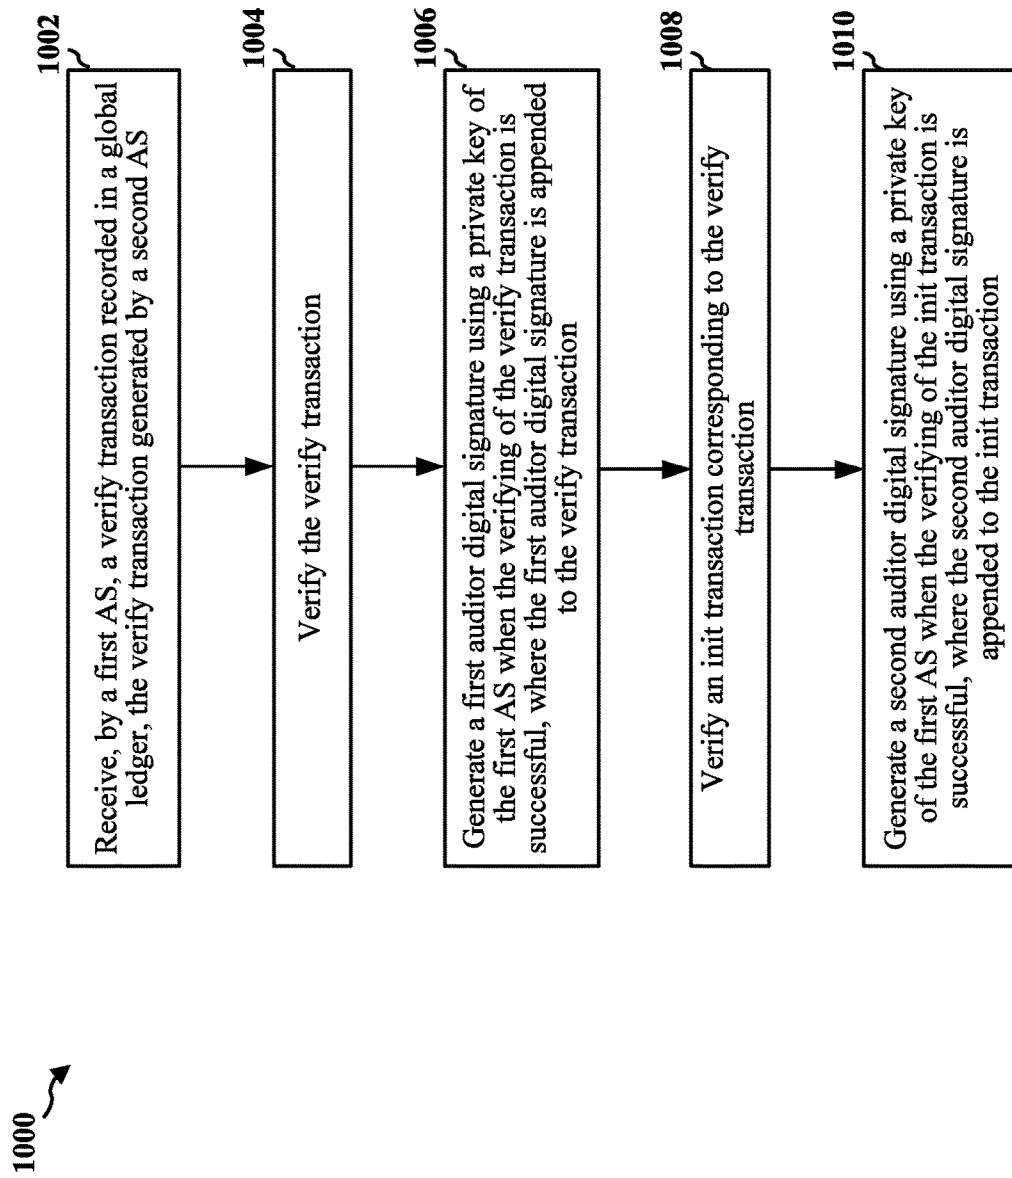 1000
1002
Receive, by a first AS, a verify transaction recorded in a global
ledger, the verify transaction generated by a second AS
1004
Verify the verify transaction
1006
Generate a first auditor digital signature using a private key of
the first AS when the verifying of the verify transaction is
successful, where the first auditor digital signature is appended
to the verify transaction
1008
Verify an init transaction corresponding to the verify
transaction
1010
Generate a second auditor digital signature using a private key
of the first AS when the verifying of the init transaction is
successful, where the second auditor digital signature is
appended to the init transaction